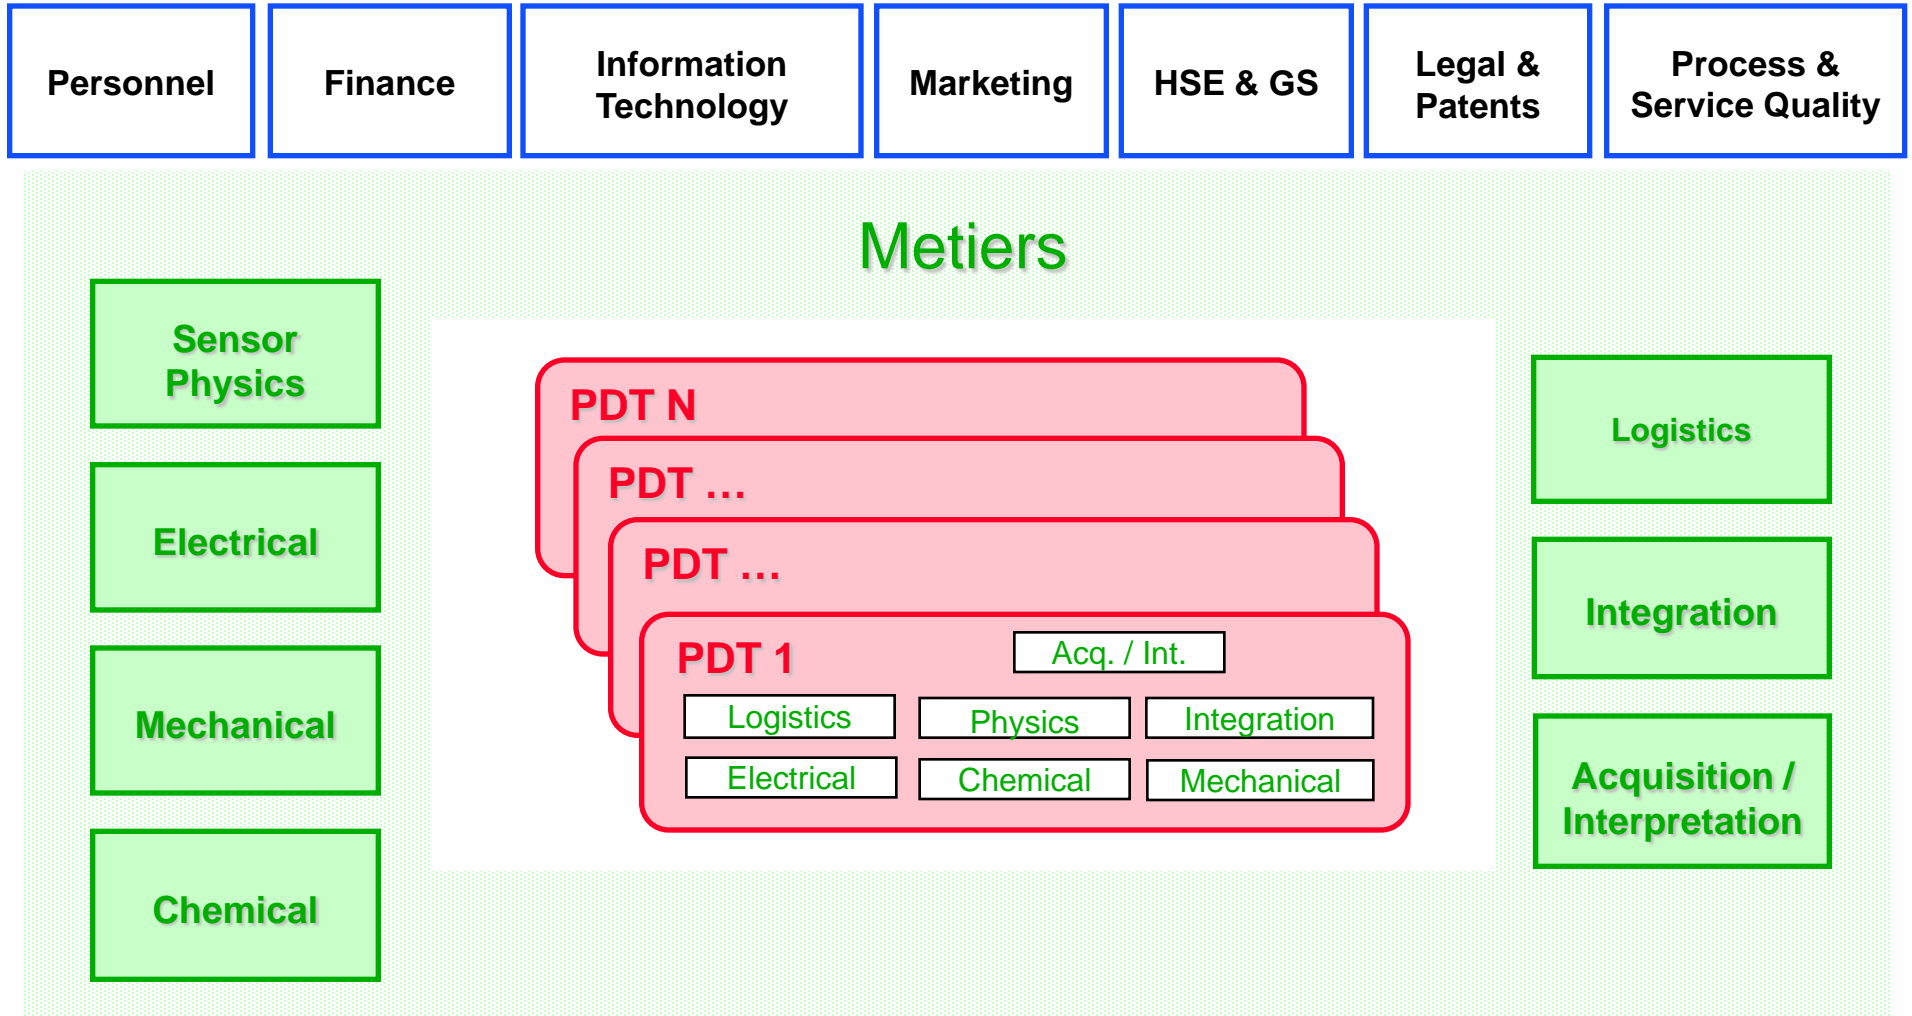 Personnel
Finance
Information
Technology
Marketing
HSE & GS
Legal &
Patents
Process &
Service Quality
Metiers
Sensor
Physics
Electrical
Mechanical
Chemical
PDT N
PDT ...
PDT ...
PDT 1
Acq. / Int.
Logistics
Physics
Integration
Electrical
Chemical
Mechanical
Logistics
Integration
Acquisition /
Interpretation